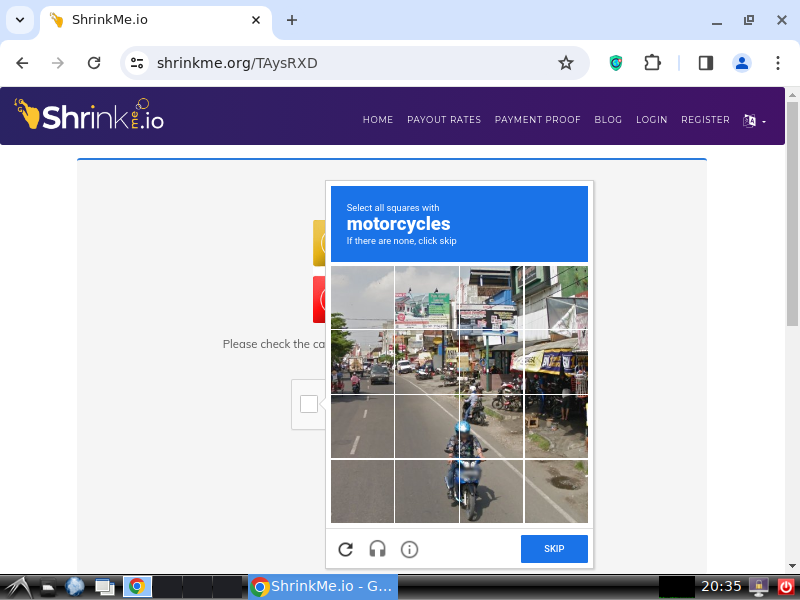 ShrinkMe.io
shrinkme.org/TAysRXD
Shrinkme.io
HOME
PAYOUT RATES
PAYMENT PROOF
BLOG
LOGIN
REGISTER
Select all squares with
motorcycles
If there are none, click skip
Please check the ca
SKIP
ShrinkMe.io - G...
20:35